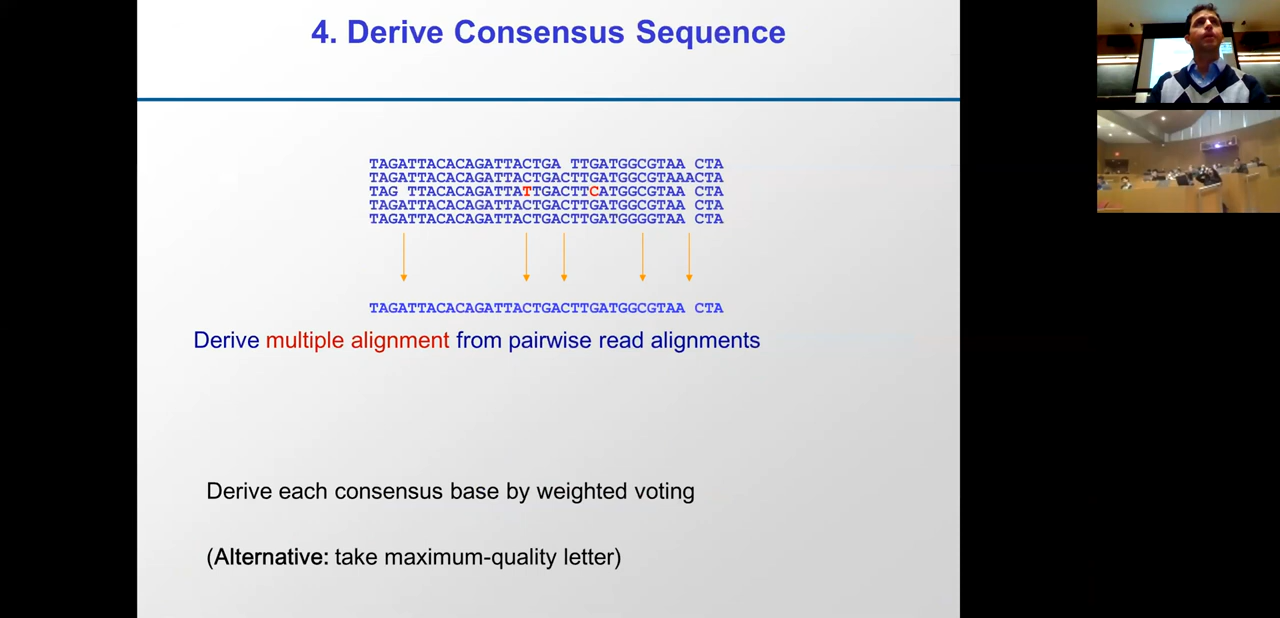 4. Derive Consensus Sequence
TAGATTACACAGATTACTGA TTGATGGCGTAA CTA
TAGATTACACAGATTACTGACTTGATGGCGTAAACTA
TAG TTACACAGATTATTGACTTCATGGCGTAA CTA
TAGATTACACAGATTACTGACTTGATGGCGTAA CTA
TAGATTACACAGATTACTGACTTGATGGGGTAA CTA
TAGATTACACAGATTACTGACTTGATGGCGTAA CTA
Derive multiple alignment from pairwise read alignments
Derive each consensus base by weighted voting
(Alternative: take maximum-quality letter)